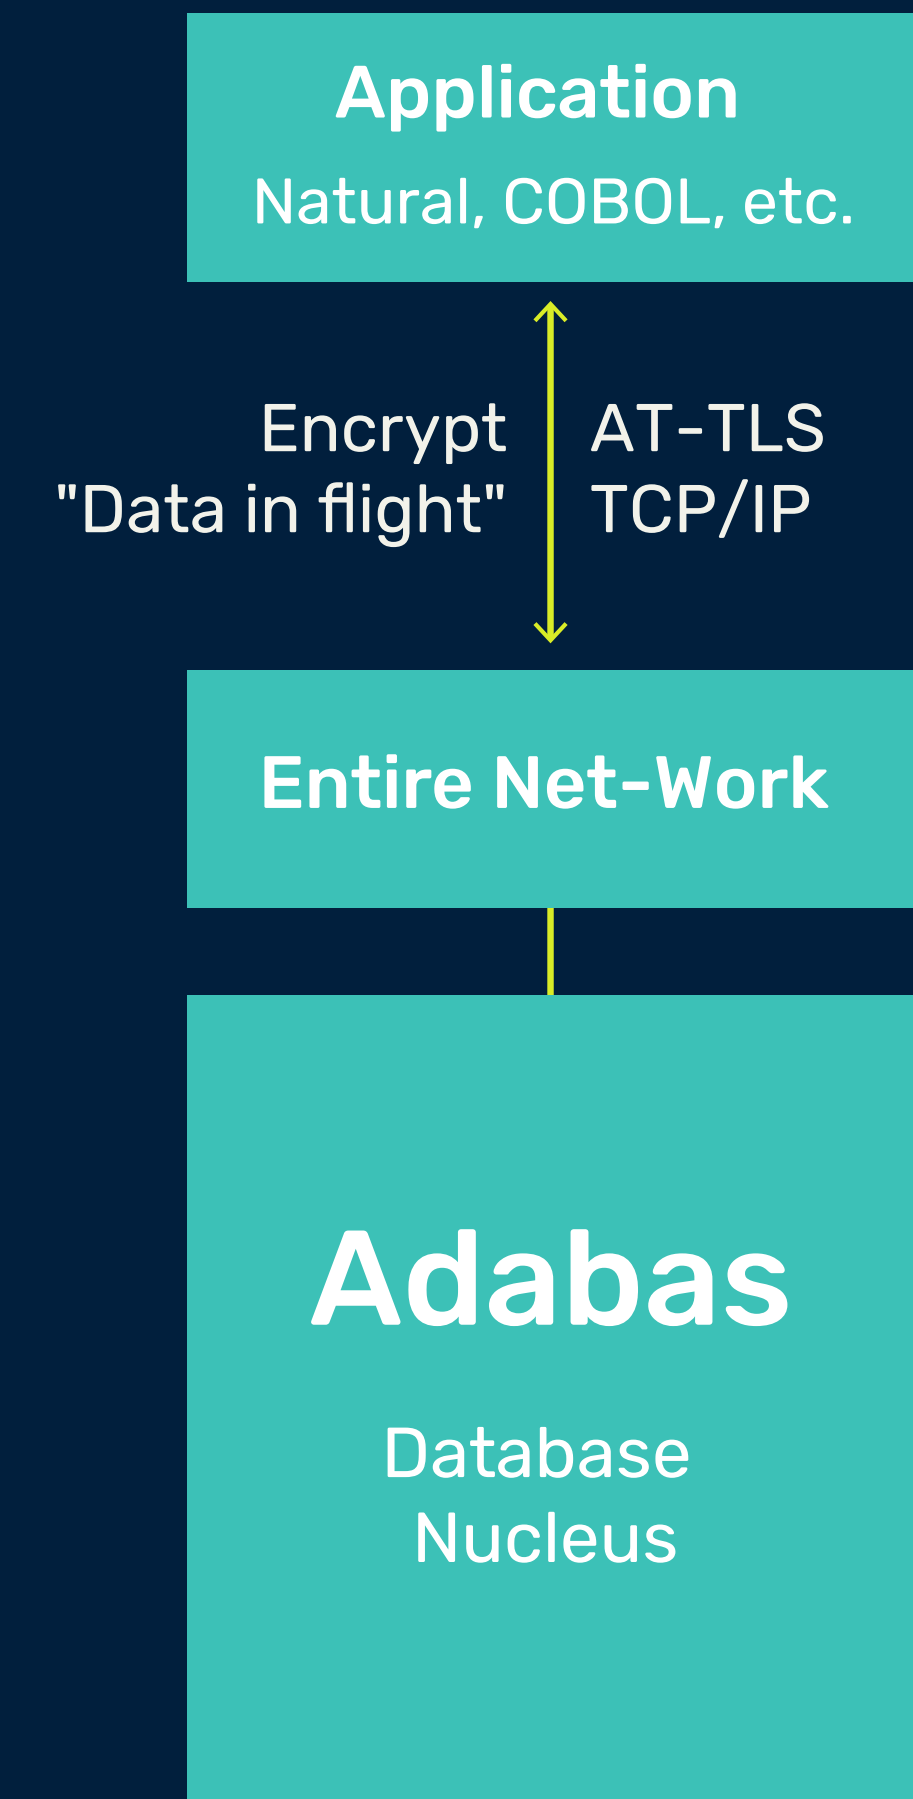 Application
Natural, COBOL, etc.
Encrypt
"Data in flight"
AT-TLS
TCP/IP
Entire Net-Work
Adabas
Database
Nucleus